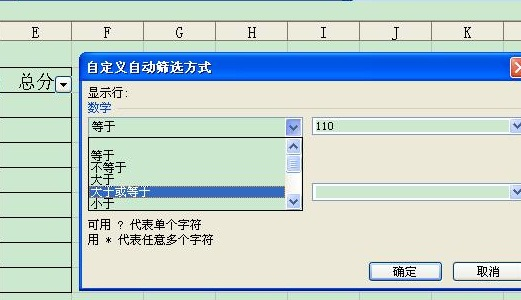 E F G H I J K
总分
自定义自动筛选方式
显示行:
数学
等于 110
等于
不等于
大于
大于或等于
小于
可用 ? 代表单个字符
用 * 代表任意多个字符
确定 取消